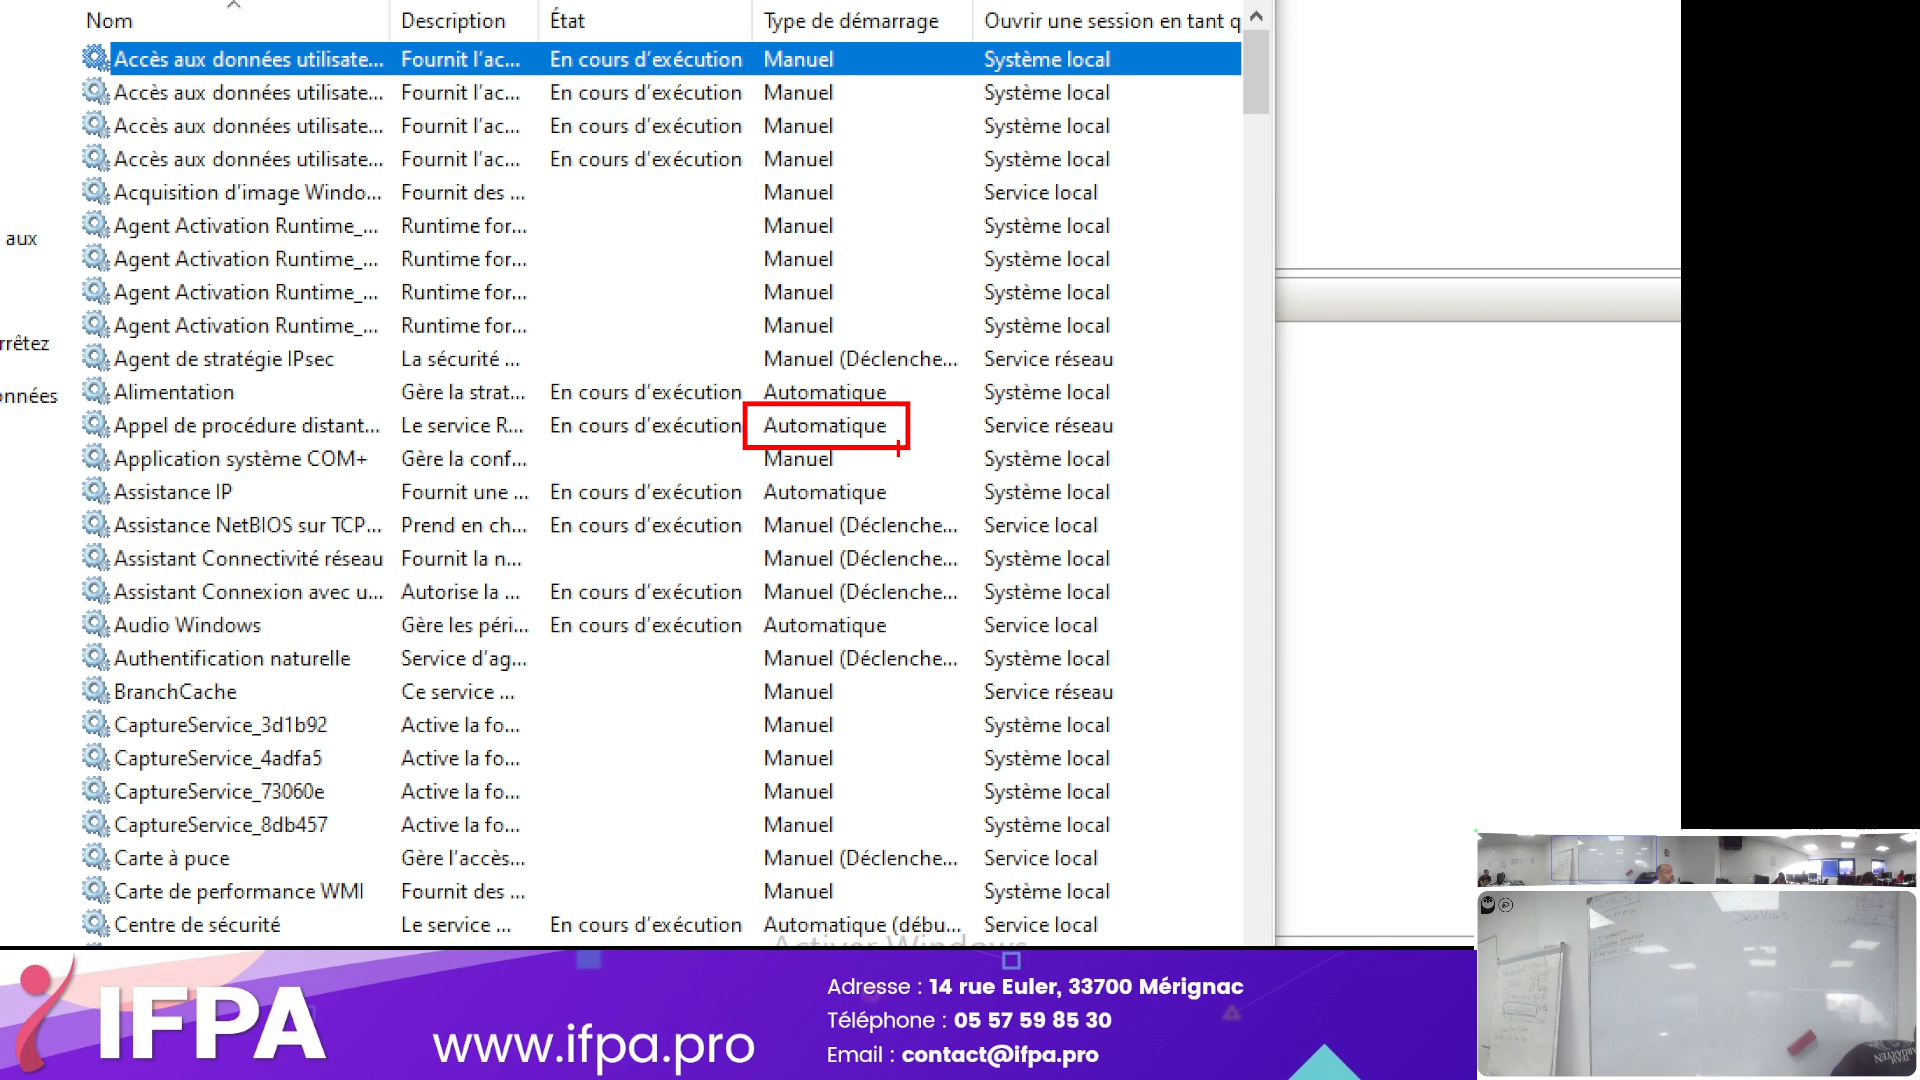 Nom Description État Type de démarrage Ouvrir une session en tant q
Accès aux données utilisate... Fournit l'ac... En cours d'exécution Manuel Système local
Accès aux données utilisate... Fournit l'ac... En cours d'exécution Manuel Système local
Accès aux données utilisate... Fournit l'ac... En cours d'exécution Manuel Système local
Accès aux données utilisate... Fournit l'ac... En cours d'exécution Manuel Système local
Acquisition d'image Windo... Fournit des ... Manuel Service local
Agent Activation Runtime_... Runtime for... Manuel Système local
aux
Agent Activation Runtime_... Runtime for... Manuel Système local
Agent Activation Runtime_... Runtime for... Manuel Système local
Agent Activation Runtime_... Runtime for... Manuel Système local
rrêtez
Agent de stratégie IPsec La sécurité ... Manuel (Déclenche... Service réseau
Alimentation Gère la strat... En cours d'exécution Automatique Système local
onnées
Appel de procédure distant... Le service R... En cours d'exécution Automatique Service réseau
Application système COM+ Gère la conf... Manuel Système local
Assistance IP Fournit une ... En cours d'exécution Automatique Système local
Assistance NetBIOS sur TCP... Prend en ch... En cours d'exécution Manuel (Déclenche... Service local
Assistant Connectivité réseau Fournit la n... Manuel (Déclenche... Système local
Assistant Connexion avec u... Autorise la ... En cours d'exécution Manuel (Déclenche... Système local
Audio Windows Gère les péri... En cours d'exécution Automatique Service local
Authentification naturelle Service d'ag... Manuel (Déclenche... Système local
BranchCache Ce service ... Manuel Service réseau
CaptureService_3d1b92 Active la fo... Manuel Système local
CaptureService_4adfa5 Active la fo... Manuel Système local
CaptureService_73060e Active la fo... Manuel Système local
CaptureService_8db457 Active la fo... Manuel Système local
Carte à puce Gère l'accès... Manuel (Déclenche... Service local
Carte de performance WMI Fournit des ... Manuel Système local
Centre de sécurité Le service ... En cours d'exécution Automatique (débu... Service local
Activer Windows
IFPA
www.ifpa.pro
Adresse : 14 rue Euler, 33700 Mérignac
Téléphone : 05 57 59 85 30
Email : contact@ifpa.pro
Services